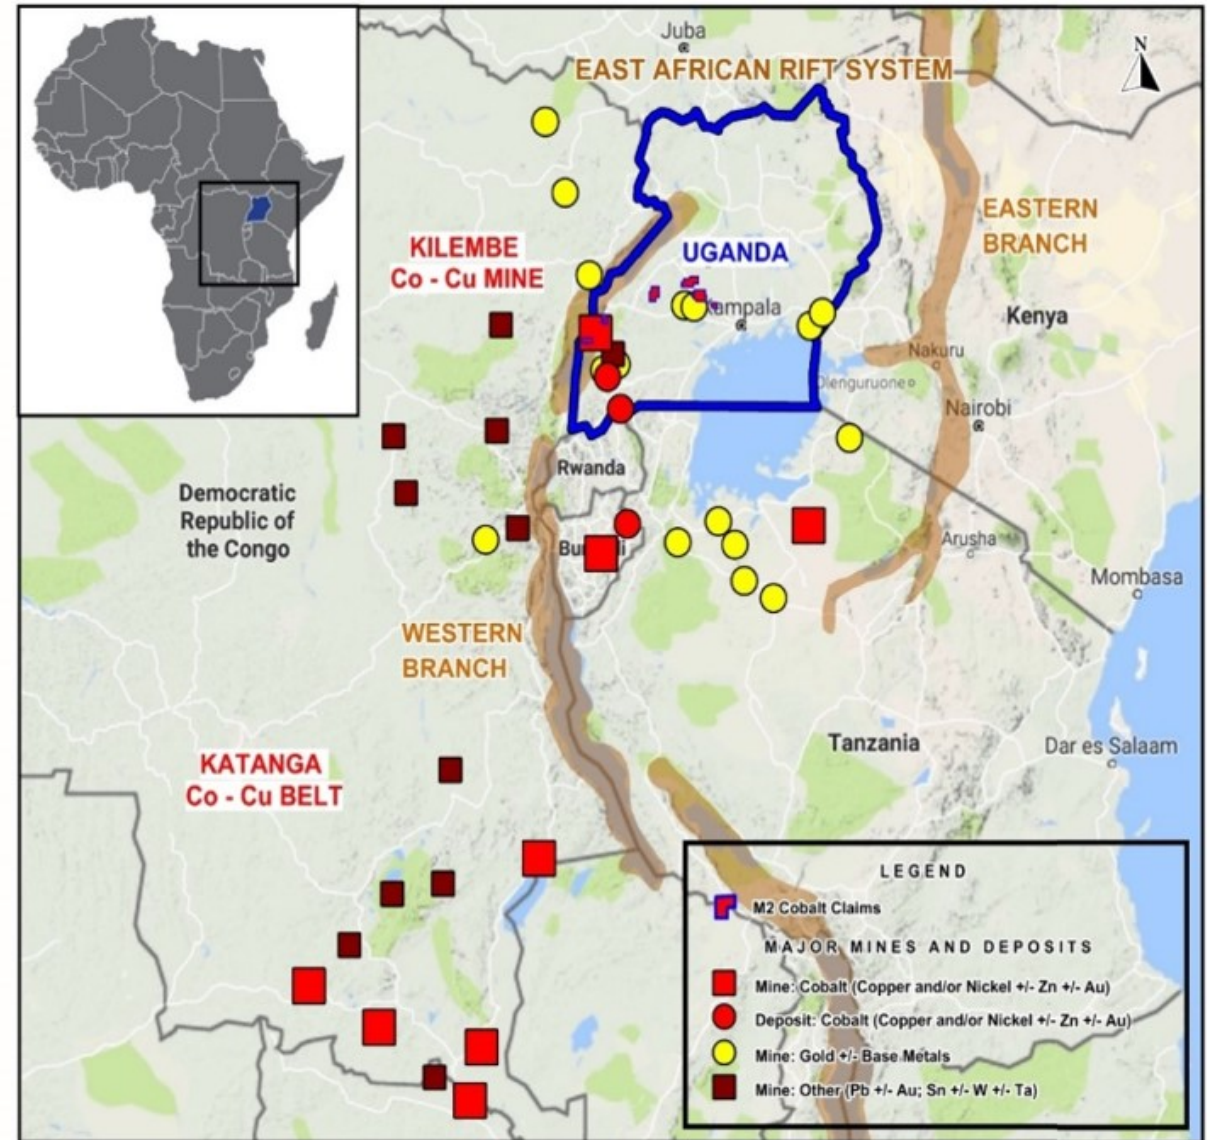 Juba
EAST AFRICAN RIFT SYSTEM
N
EASTERN
BRANCH
KILEMBE
Co - Cu MINE
UGANDA
Kampala
Kenya
Nakuru
Olenguruone
Nairobi
Rwanda
Democratic
Republic of
the Congo
Arusha
Mombasa
WESTERN
BRANCH
Tanzania
Dar es Salaam
KATANGA
Co - Cu BELT
LEGEND
M2 Cobalt Claims
MAJOR MINES AND DEPOSITS
Mine: Cobalt (Copper and/or Nickel +/- Zn +/- Au)
Deposit: Cobalt (Copper and/or Nickel +/- Zn +/- Au)
Mine: Gold +/- Base Metals
Mine: Other (Pb +/- Au; Sn +/- W +/- Ta)